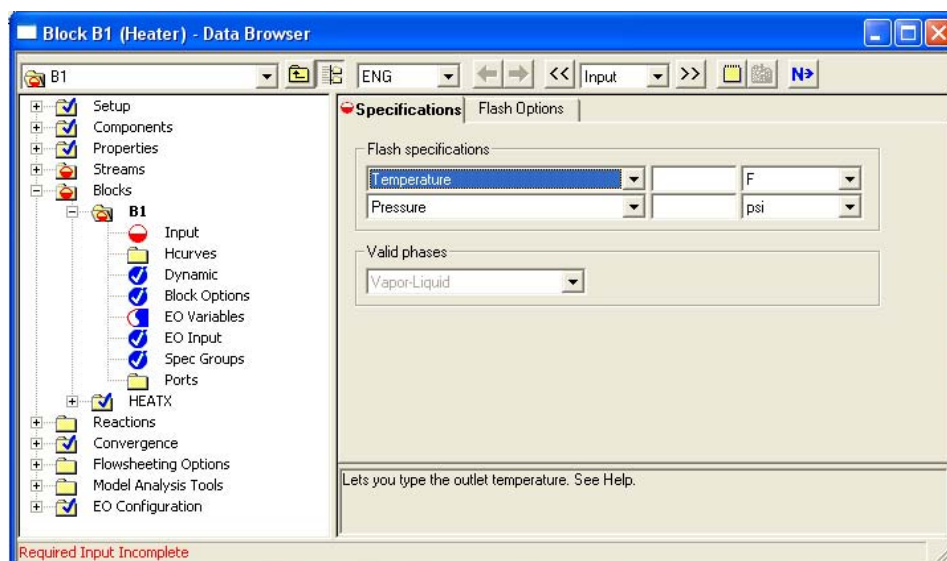 Block B1 (Heater) - Data Browser
B1 ENG << Input >> N>
Setup
Components
Properties
Streams
Blocks
B1
Input
Hcurves
Dynamic
Block Options
EO Variables
EO Input
Spec Groups
Ports
HEATX
Reactions
Convergence
Flowsheeting Options
Model Analysis Tools
EO Configuration
Specifications Flash Options
Flash specifications
Temperature F
Pressure psi
Valid phases
Vapor-Liquid
Lets you type the outlet temperature. See Help.
Required Input Incomplete